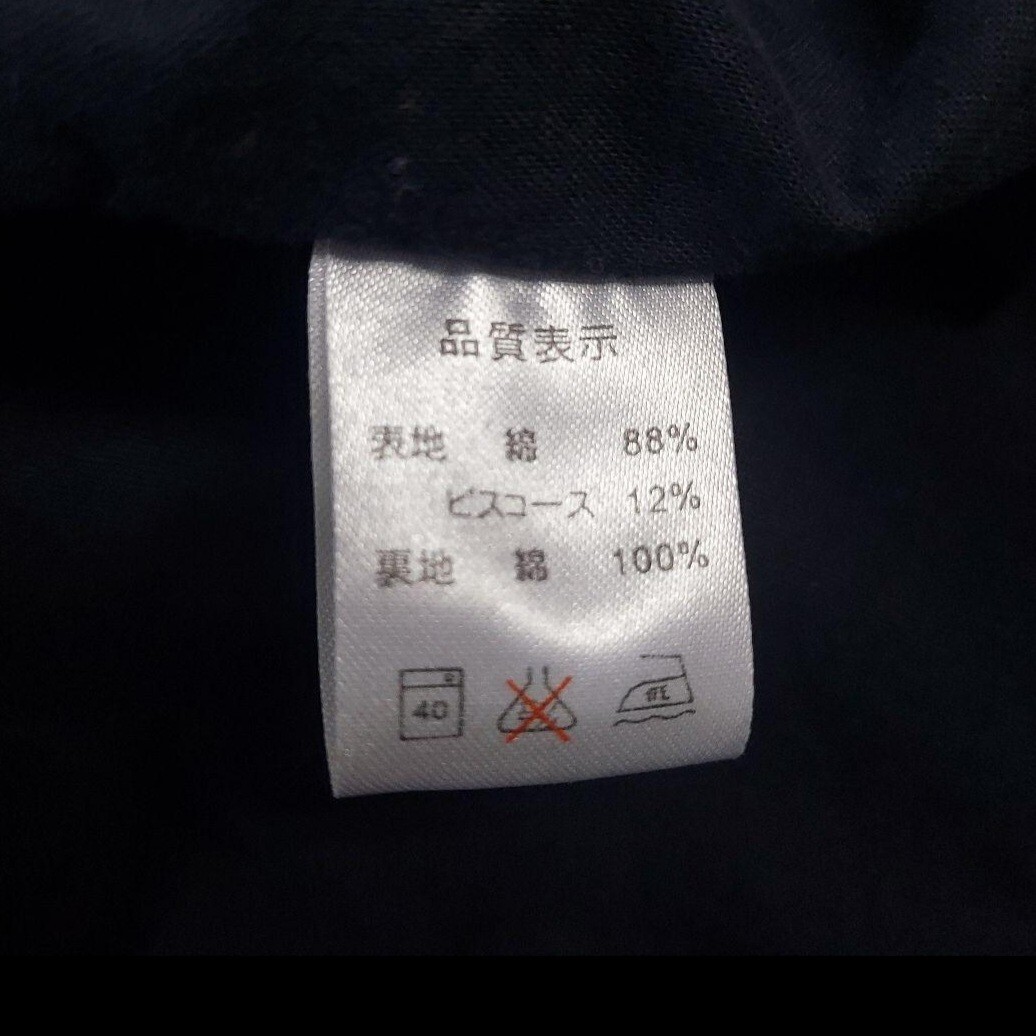 品質表示
表地 綿 88%
ビスコース 12%
裏地 綿 100%
40